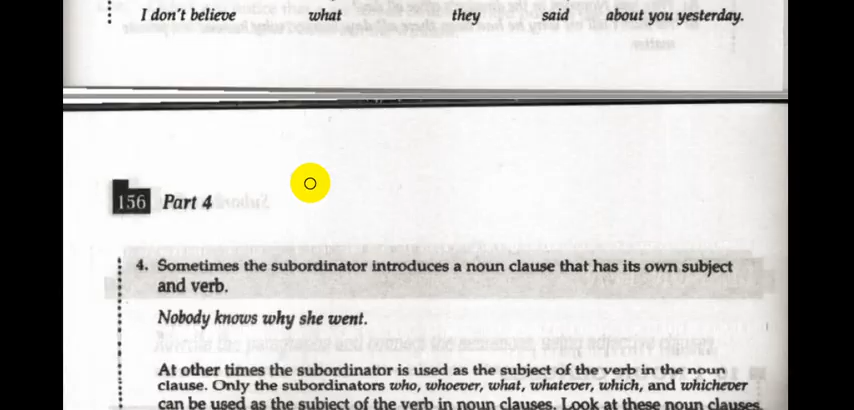 I don't believe what they said about you yesterday.
156 Part 4
4. Sometimes the subordinator introduces a noun clause that has its own subject
and verb.
Nobody knows why she went.
At other times the subordinator is used as the subject of the verb in the noun
clause. Only the subordinators who, whoever, what, whatever, which, and whichever
can be used as the subject of the verb in noun clauses. Look at these noun clauses